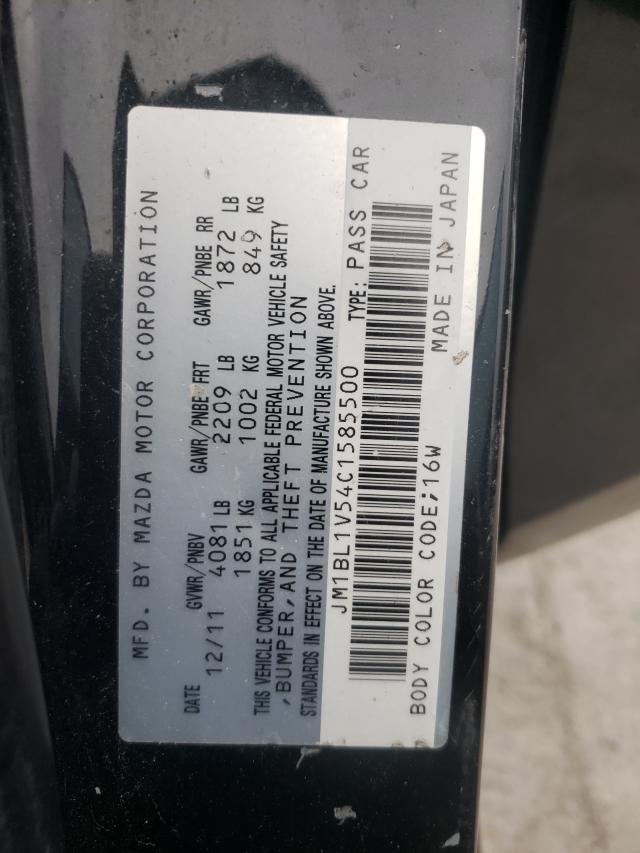 MFD. BY MAZDA MOTOR CORPORATION
DATE GVWR/PNBV GAWR/PNBE FRT GAWR/PNBE RR
12/11 4081 LB 2209 LB 1872 LB
1851 KG 1002 KG 849 KG
THIS VEHICLE CONFORMS TO ALL APPLICABLE FEDERAL MOTOR VEHICLE SAFETY
,BUMPER,AND THEFT PREVENTION
STANDARDS IN EFFECT ON THE DATE OF MANUFACTURE SHOWN ABOVE.
JM1BL1V54C1585500 TYPE: PASS CAR
BODY COLOR CODE;16W MADE IN JAPAN